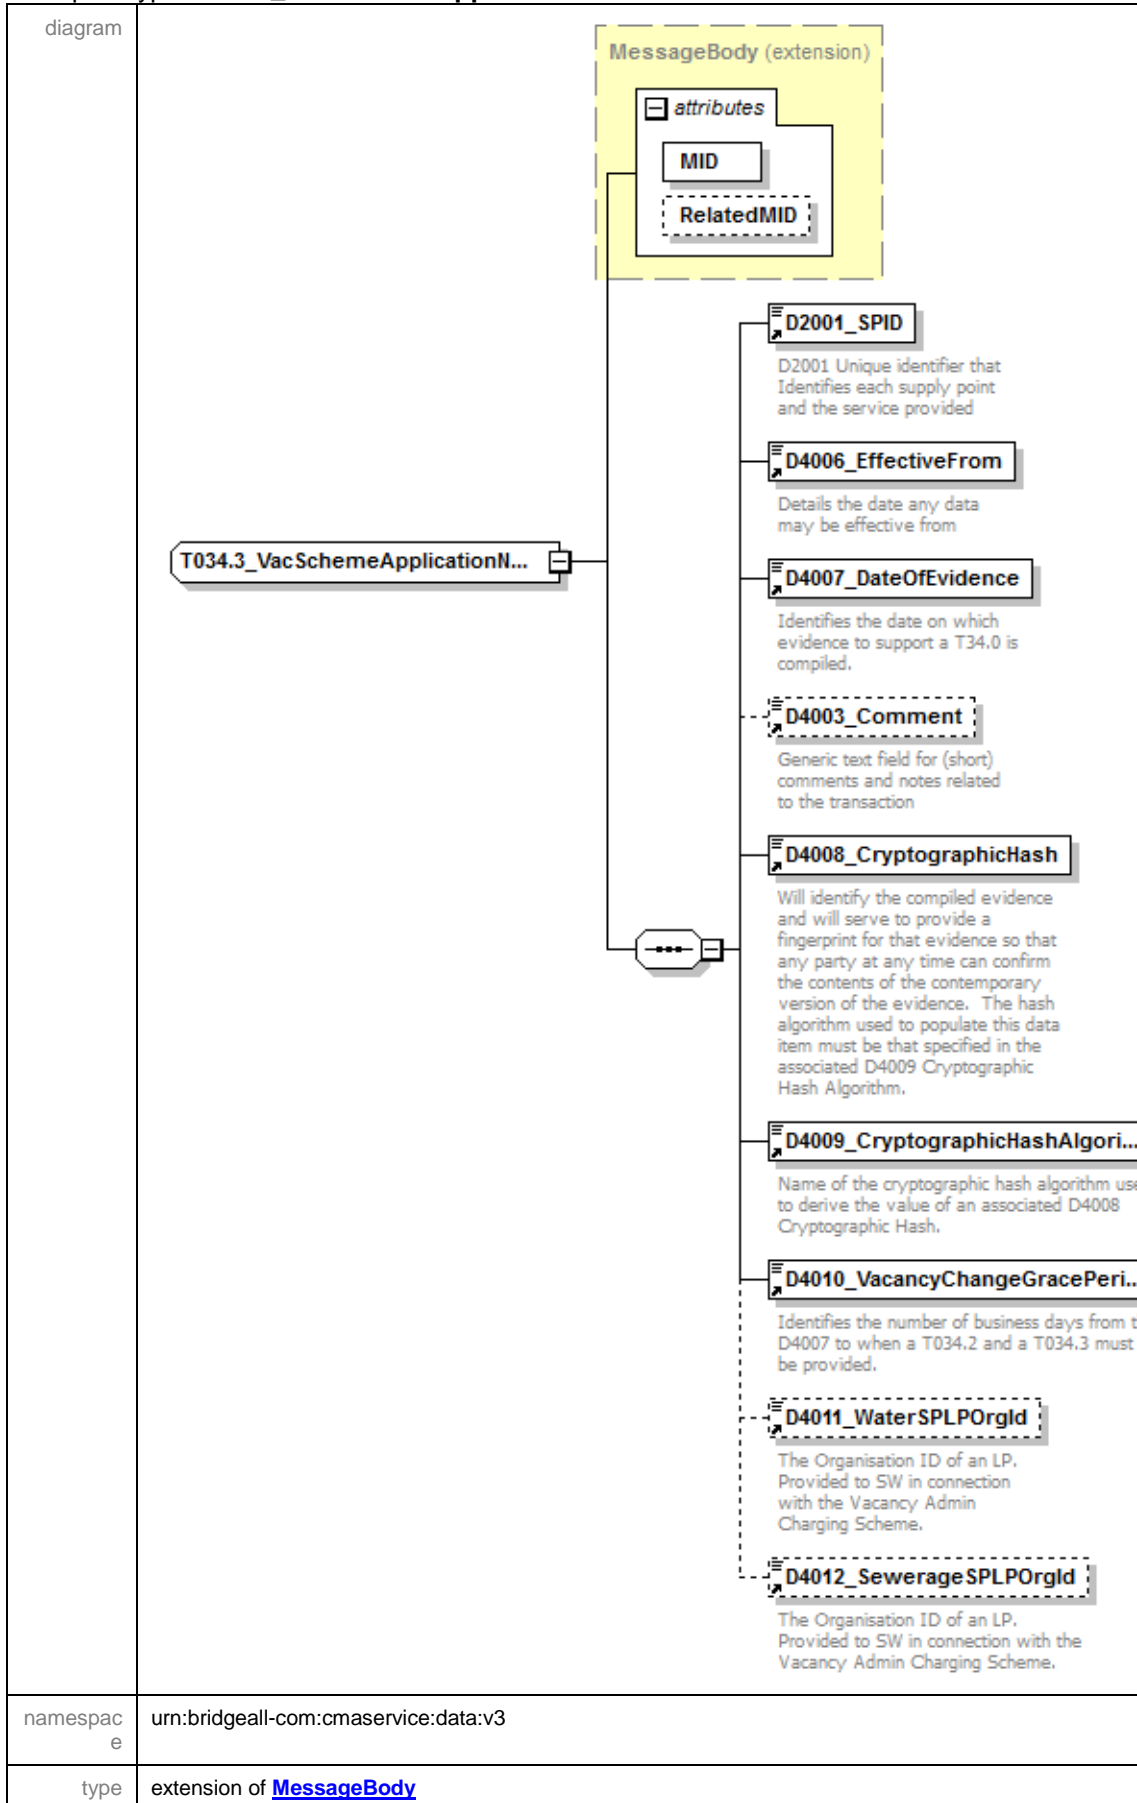 diagram
MessageBody (extension)
attributes
MID
RelatedMID
D2001_SPID
D2001 Unique identifier that
Identifies each supply point
and the service provided
D4006_EffectiveFrom
Details the date any data
may be effective from
T034.3_VacSchemeApplicationN...
D4007_DateOfEvidence
Identifies the date on which
evidence to support a T34.0 is
compiled.
D4003_Comment
Generic text field for (short)
comments and notes related
to the transaction
D4008_CryptographicHash
Will identify the compiled evidence
and will serve to provide a
fingerprint for that evidence so that
any party at any time can confirm
the contents of the contemporary
version of the evidence. The hash
algorithm used to populate this data
item must be that specified in the
associated D4009 Cryptographic
Hash Algorithm.
D4009_CryptographicHashAlgori...
Name of the cryptographic hash algorithm use
to derive the value of an associated D4008
Cryptographic Hash.
D4010_VacancyChangeGracePeri...
Identifies the number of business days from t
D4007 to when a T034.2 and a T034.3 must
be provided.
D4011_WaterSPLPOrgId
The Organisation ID of an LP.
Provided to SW in connection
with the Vacancy Admin
Charging Scheme.
D4012_SewerageSPLPOrgId
The Organisation ID of an LP.
Provided to SW in connection with the
Vacancy Admin Charging Scheme.
namespac
e
urn:bridgeall-com:cmaservice:data:v3
type
extension of MessageBody